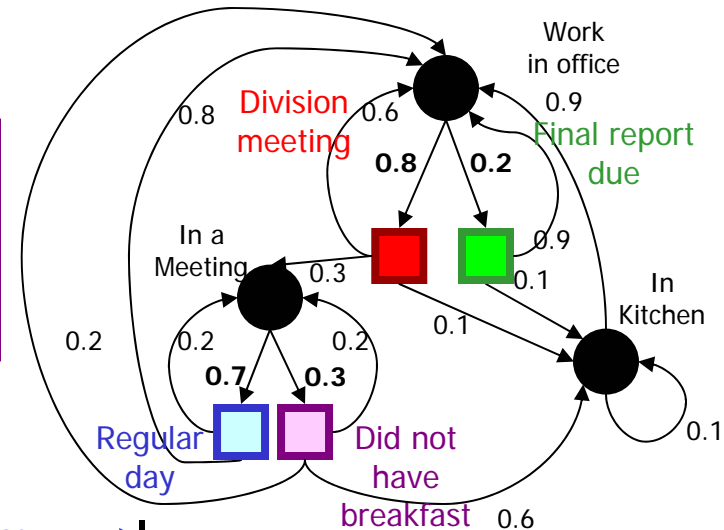 Work
in office
0.9
Division
meeting
0.6
0.8
Final report
due
0.8
0.2
In a
Meeting
0.3
0.9
0.1
In
Kitchen
0.1
0.2
0.2
0.2
0.7
0.3
Regular
day
Did not
have
breakfast
0.1
0.6